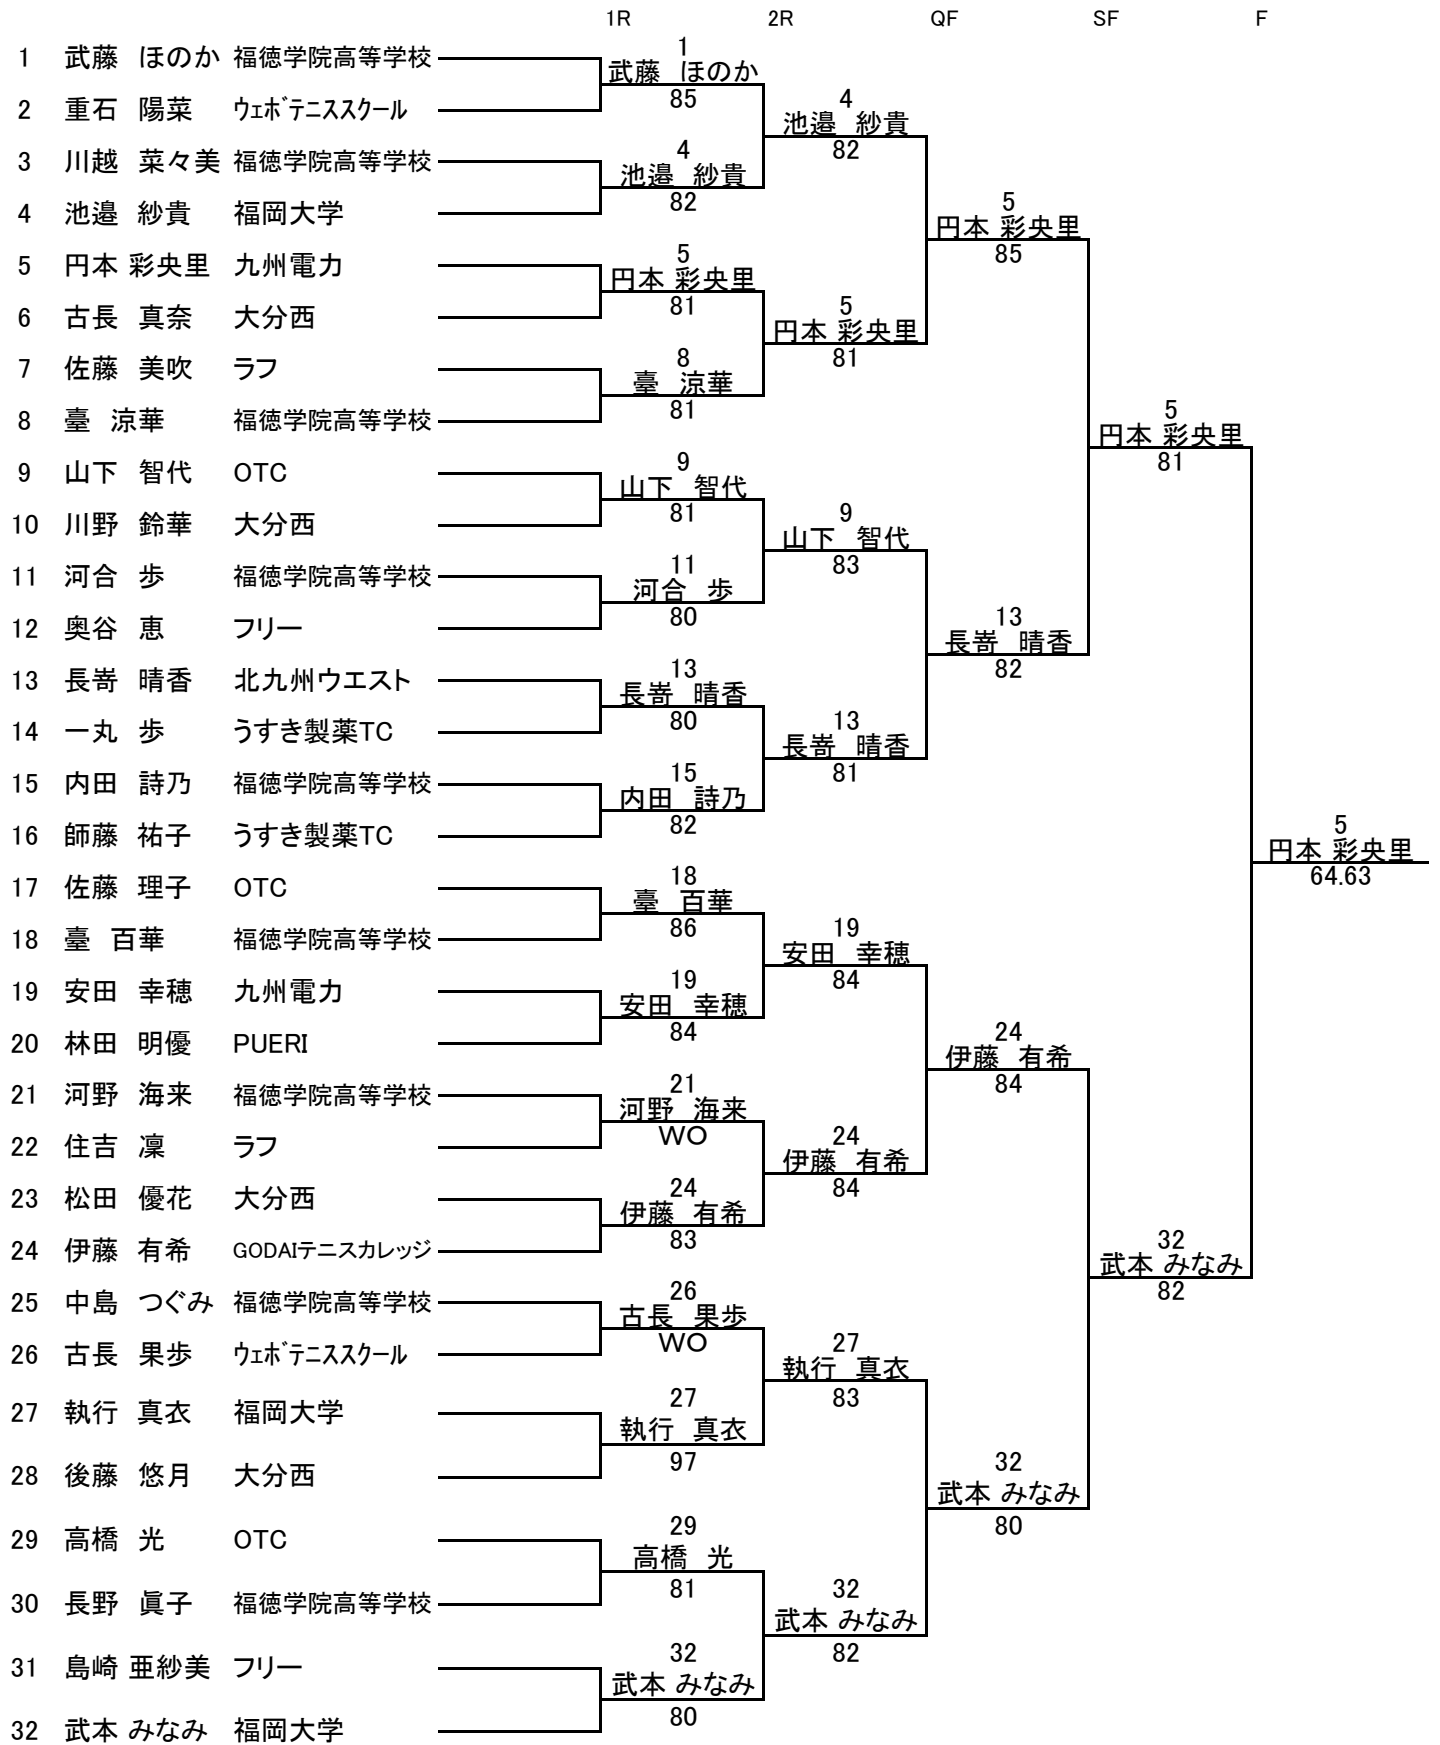 1R 2R QF SF F
1 武藤 ほのか 福徳学院高等学校
2 重石 陽菜 ウェボテニススクール
3 川越 菜々美 福徳学院高等学校
4 池邉 紗貴 福岡大学
5 円本 彩央里 九州電力
6 古長 真奈 大分西
7 佐藤 美吹 ラフ
8 臺 涼華 福徳学院高等学校
9 山下 智代 OTC
10 川野 鈴華 大分西
11 河合 歩 福徳学院高等学校
12 奥谷 恵 フリー
13 長嵜 晴香 北九州ウエスト
14 一丸 歩 うすき製薬TC
15 内田 詩乃 福徳学院高等学校
16 師藤 祐子 うすき製薬TC
17 佐藤 理子 OTC
18 臺 百華 福徳学院高等学校
19 安田 幸穂 九州電力
20 林田 明優 PUERI
21 河野 海来 福徳学院高等学校
22 住吉 凜 ラフ
23 松田 優花 大分西
24 伊藤 有希 GODAIテニスカレッジ
25 中島 つぐみ 福徳学院高等学校
26 古長 果歩 ウェボテニススクール
27 執行 真衣 福岡大学
28 後藤 悠月 大分西
29 高橋 光 OTC
30 長野 眞子 福徳学院高等学校
31 島崎 亜紗美 フリー
32 武本 みなみ 福岡大学
1
武藤 ほのか
85
4
池邉 紗貴
82
5
円本 彩央里
81
8
臺 涼華
81
9
山下 智代
81
11
河合 歩
80
13
長嵜 晴香
80
15
内田 詩乃
82
18
臺 百華
86
19
安田 幸穂
84
21
河野 海来
WO
24
伊藤 有希
83
26
古長 果歩
WO
27
執行 真衣
97
29
高橋 光
81
32
武本 みなみ
80
4
池邉 紗貴
82
5
円本 彩央里
81
9
山下 智代
83
13
長嵜 晴香
81
19
安田 幸穂
84
24
伊藤 有希
84
27
執行 真衣
83
32
武本 みなみ
82
5
円本 彩央里
85
13
長嵜 晴香
82
24
伊藤 有希
84
32
武本 みなみ
80
5
円本 彩央里
81
32
武本 みなみ
82
5
円本 彩央里
64.63